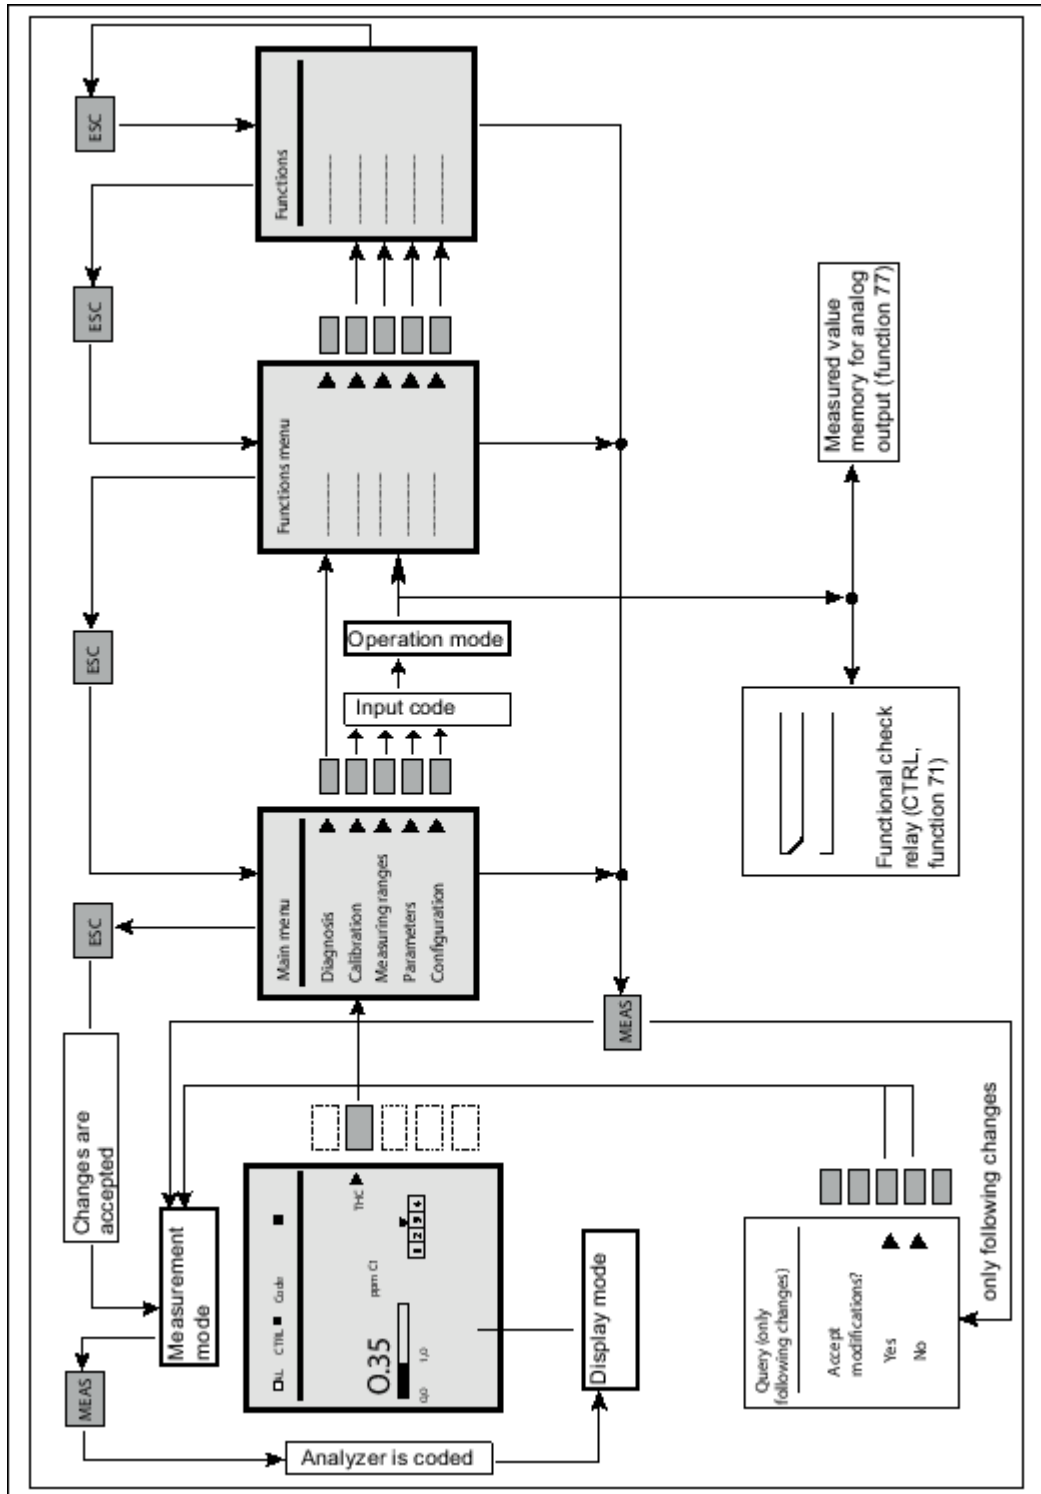 MEAS
Analyzer is coded
Measurement
mode
Changes are
accepted
AL CTRL Code
0.35
ppm C1
0,0 1,0
THC
1 2 3 4
Display mode
ESC
Main menu
Diagnosis
Calibration
Measuring ranges
Parameters
Configuration
ESC
Input code
Operation mode
ESC
Functions menu
ESC
Functions
MEAS
Query (only
following changes)
Accept
modifications?
Yes
No
only following changes
Functional check
relay (CTRL,
function 71)
Measured value
memory for analog
output (function 77)